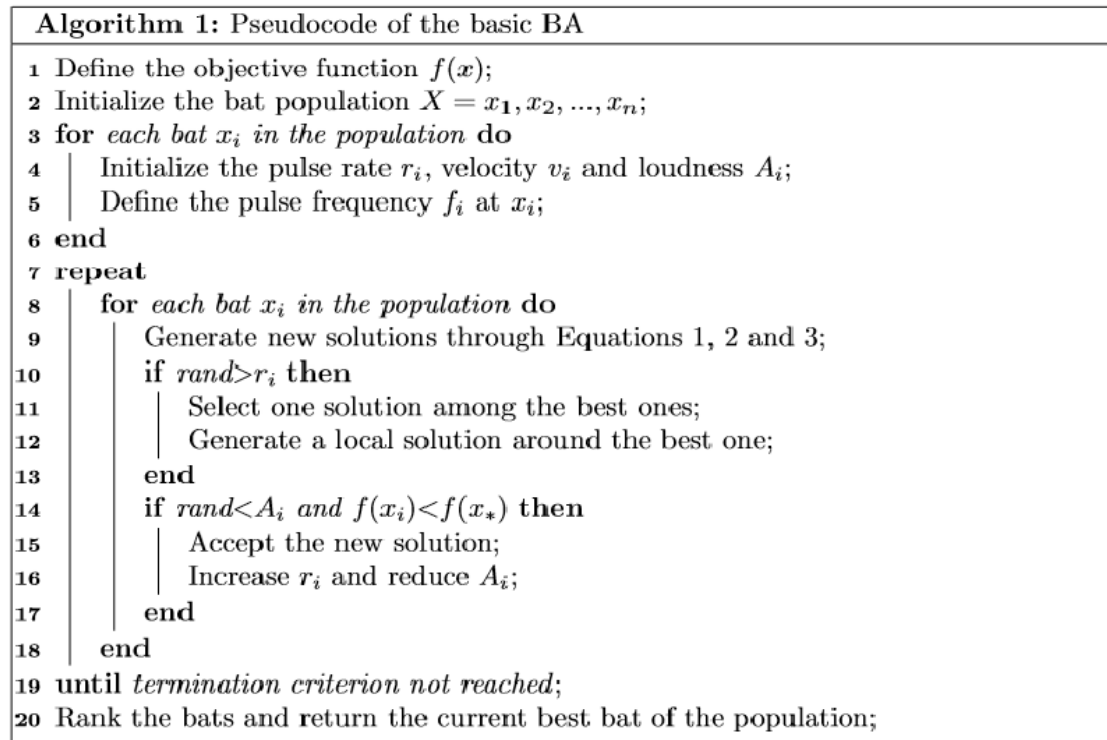 Algorithm 1: Pseudocode of the basic BA
1 Define the objective function f(x);
2 Initialize the bat population X = x₁, x₂, ..., xₙ;
3 for each bat xᵢ in the population do
4 Initialize the pulse rate rᵢ, velocity vᵢ and loudness Aᵢ;
5 Define the pulse frequency fᵢ at xᵢ;
6 end
7 repeat
8 for each bat xᵢ in the population do
9 Generate new solutions through Equations 1, 2 and 3;
10 if rand>rᵢ then
11 Select one solution among the best ones;
12 Generate a local solution around the best one;
13 end
14 if rand<Aᵢ and f(xᵢ)<f(x*) then
15 Accept the new solution;
16 Increase rᵢ and reduce Aᵢ;
17 end
18 end
19 until termination criterion not reached;
20 Rank the bats and return the current best bat of the population;